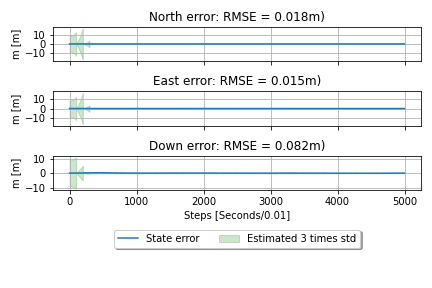 North error: RMSE = 0.018m)
10
0
−10
m [m]
East error: RMSE = 0.015m)
10
0
−10
m [m]
Down error: RMSE = 0.082m)
10
0
−10
m [m]
0 1000 2000 3000 4000 5000
Steps [Seconds/0.01]
State error Estimated 3 times std